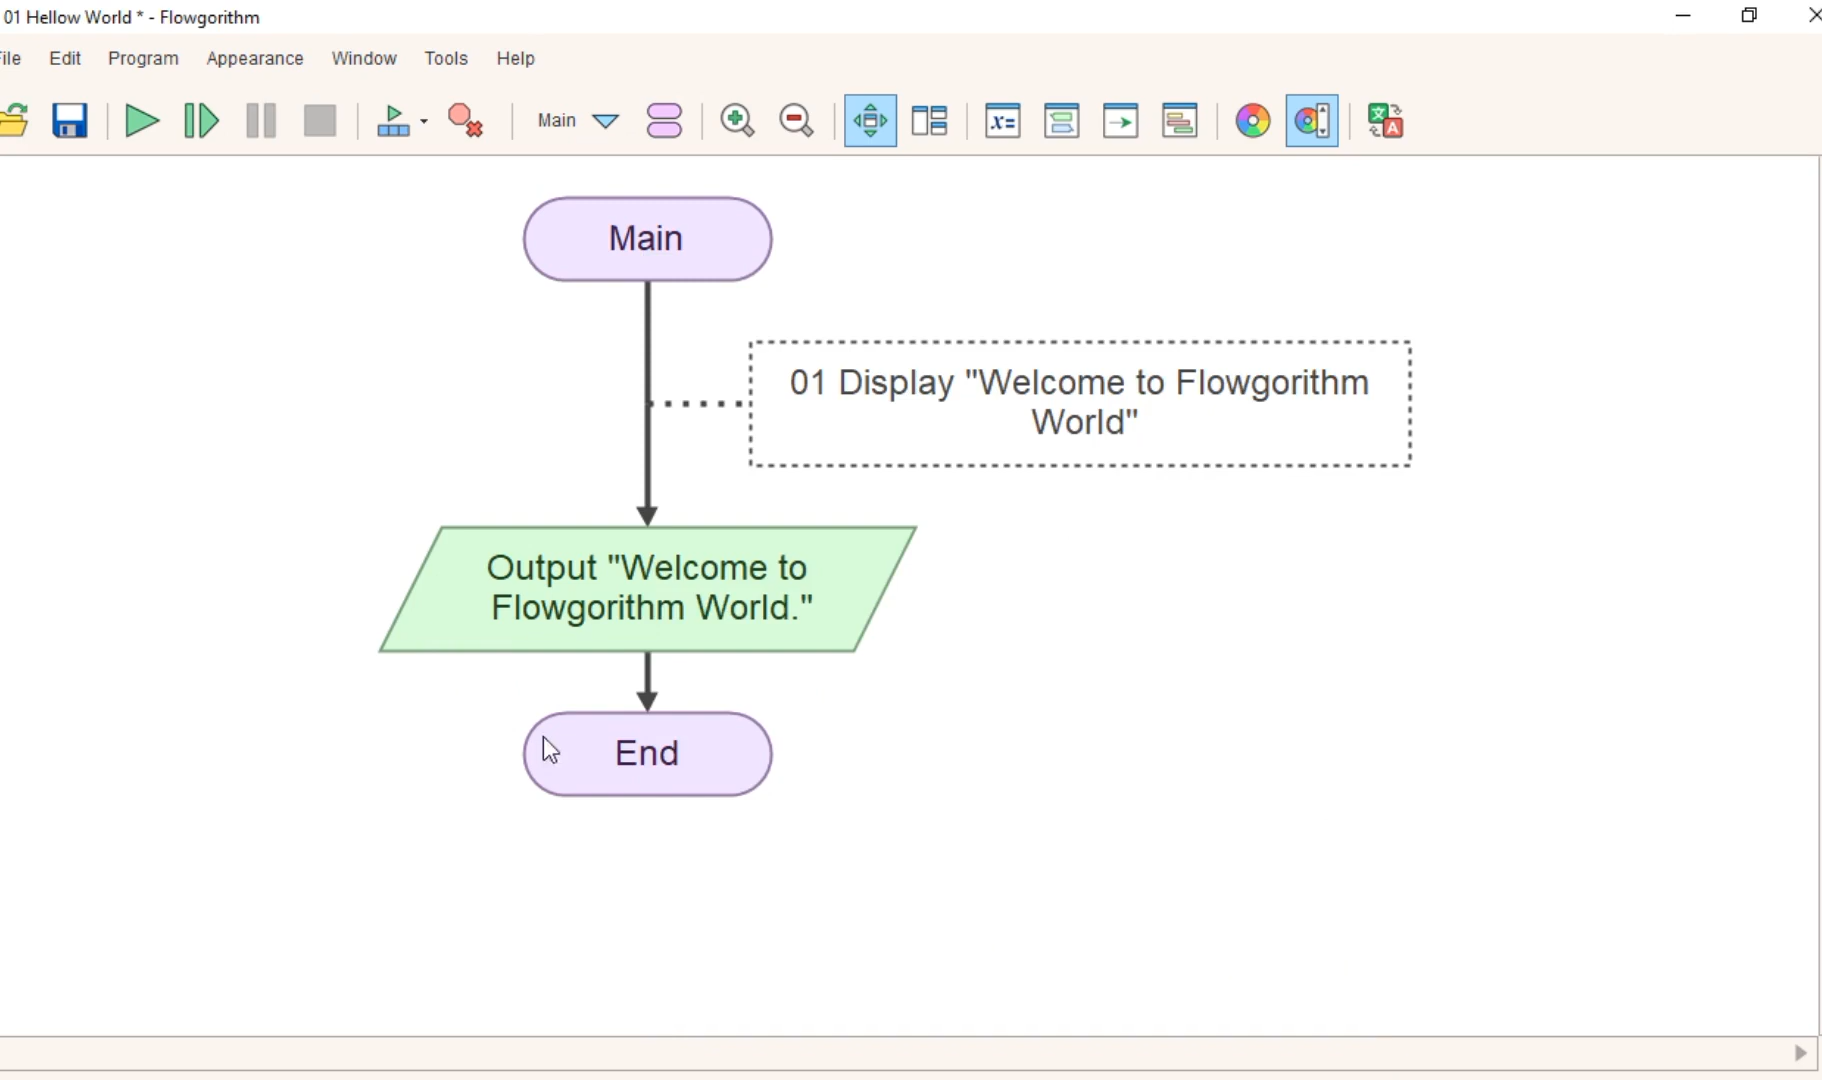 01 Hellow World * - Flowgorithm
ile Edit Program Appearance Window Tools Help
Main
x=
文 A
Main
01 Display "Welcome to Flowgorithm
World"
Output "Welcome to
Flowgorithm World."
End